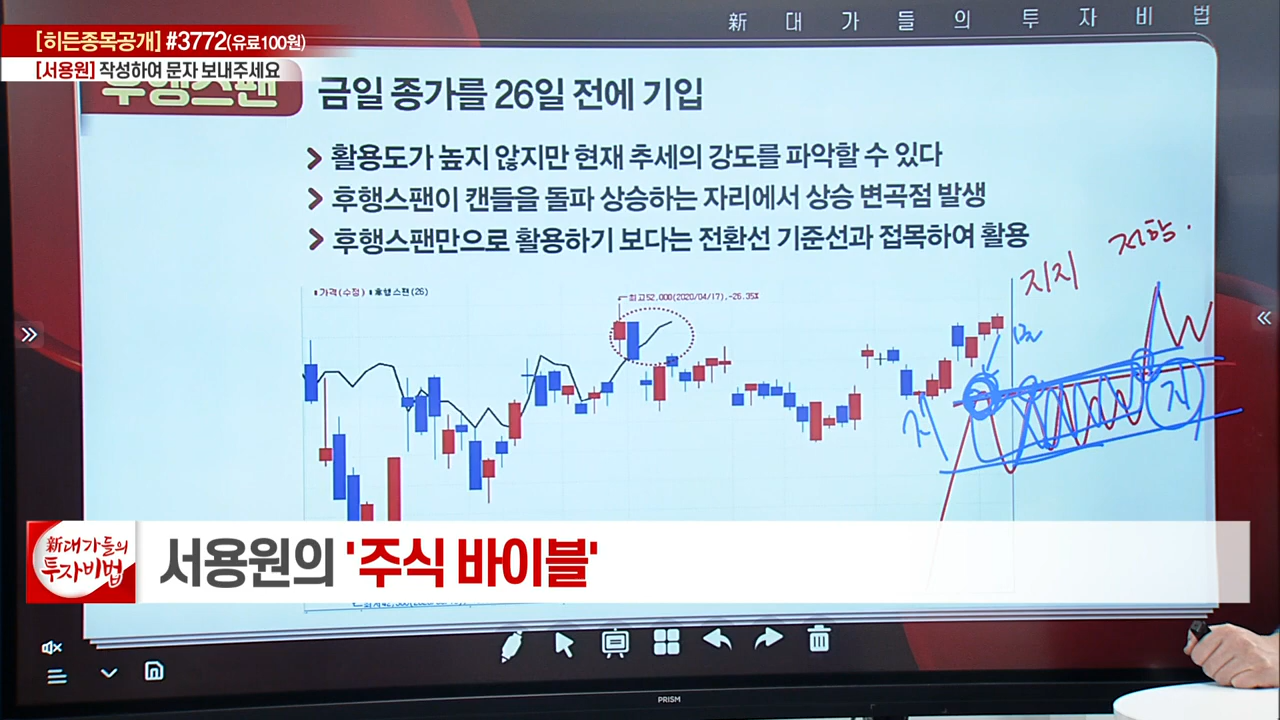 新 대 가 들 의 투 자 비 법
[히든종목공개] #3772(유료100원)
[서용원] 작성하여 문자 보내주세요
후행스팬 금일 종가를 26일 전에 기입
활용도가 높지 않지만 현재 추세의 강도를 파악할 수 있다
후행스팬이 캔들을 돌파 상승하는 자리에서 상승 변곡점 발생
후행스팬만으로 활용하기 보다는 전환선 기준선과 접목하여 활용
가격(수정) 후행스팬(26)
최고52,000(2020/04/17),-26.35%
지지 저항.
지
新대가들의
투자비법
서용원의 '주식 바이블'
PRISM